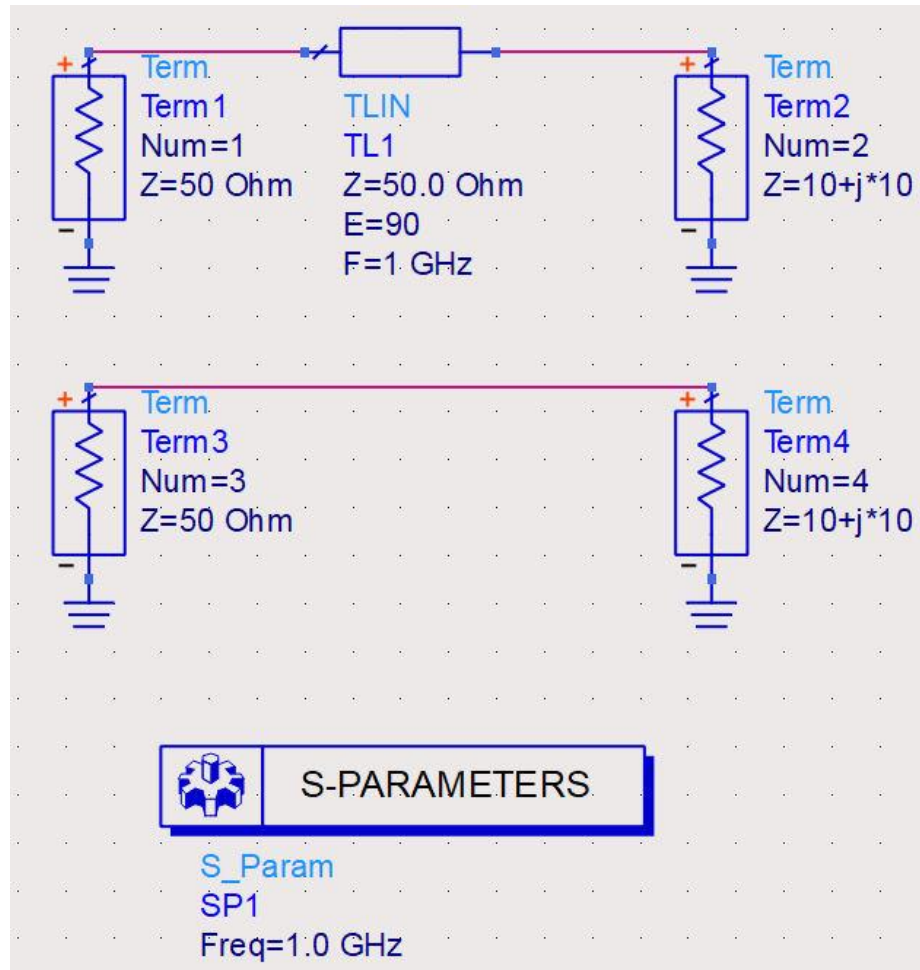 +
Term
Term1
Num=1
Z=50 Ohm
-
TLIN
TL1
Z=50.0 Ohm
E=90
F=1 GHz
+
Term
Term2
Num=2
Z=10+j*10
-
+
Term
Term3
Num=3
Z=50 Ohm
-
+
Term
Term4
Num=4
Z=10+j*10
-
S-PARAMETERS
S_Param
SP1
Freq=1.0 GHz